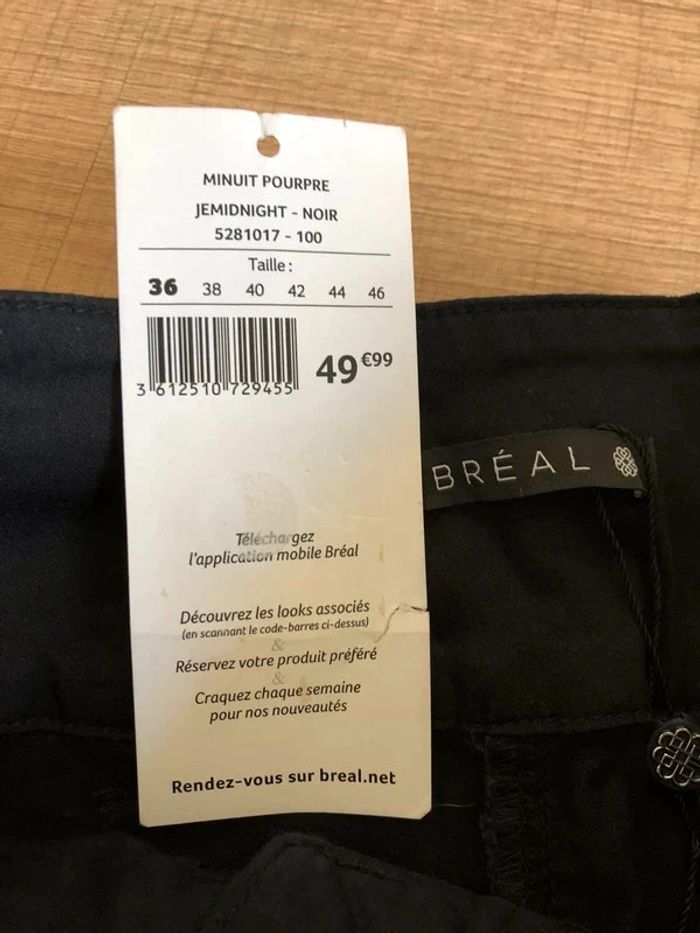 MINUIT POURPRE
JEMIDNIGHT - NOIR
5281017 - 100
Taille :
36 38 40 42 44 46
49 €99
3 612510 729455
BRÉAL
Téléchargez
l'application mobile Bréal
Découvrez les looks associés
(en scannant le code-barres ci-dessus)
&
Réservez votre produit préféré
&
Craquez chaque semaine
pour nos nouveautés
Rendez-vous sur breal.net